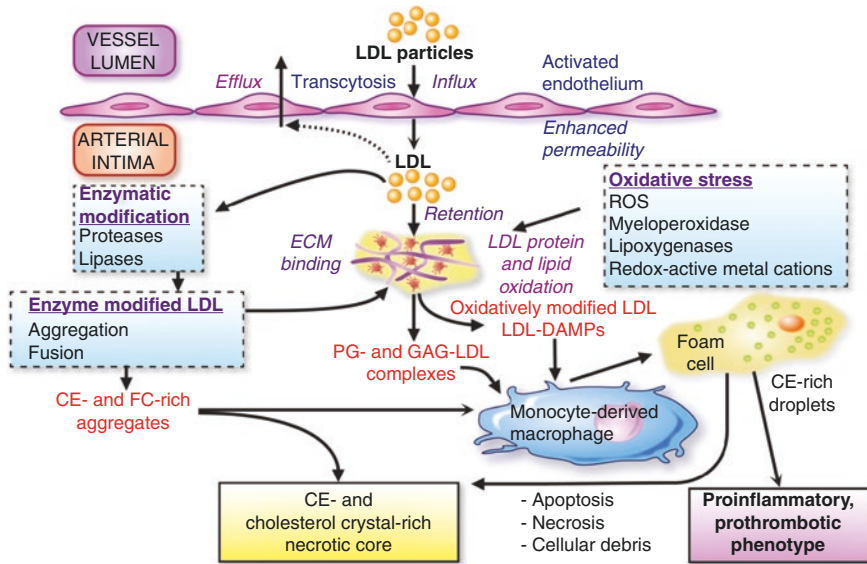 VESSEL
LUMEN
LDL particles
Efflux
Transcytosis
Influx
Activated
endothelium
Enhanced
permeability
ARTERIAL
INTIMA
LDL
Enzymatic
modification
Proteases
Lipases
Retention
ECM
binding
LDL protein
and lipid
oxidation
Oxidative stress
ROS
Myeloperoxidase
Lipoxygenases
Redox-active metal cations
Enzyme modified LDL
Aggregation
Fusion
Oxidatively modified LDL
LDL-DAMPs
PG- and GAG-LDL
complexes
Foam
cell
CE-rich
droplets
CE- and FC-rich
aggregates
Monocyte-derived
macrophage
CE- and
cholesterol crystal-rich
necrotic core
- Apoptosis
- Necrosis
- Cellular debris
Proinflammatory,
prothrombotic
phenotype